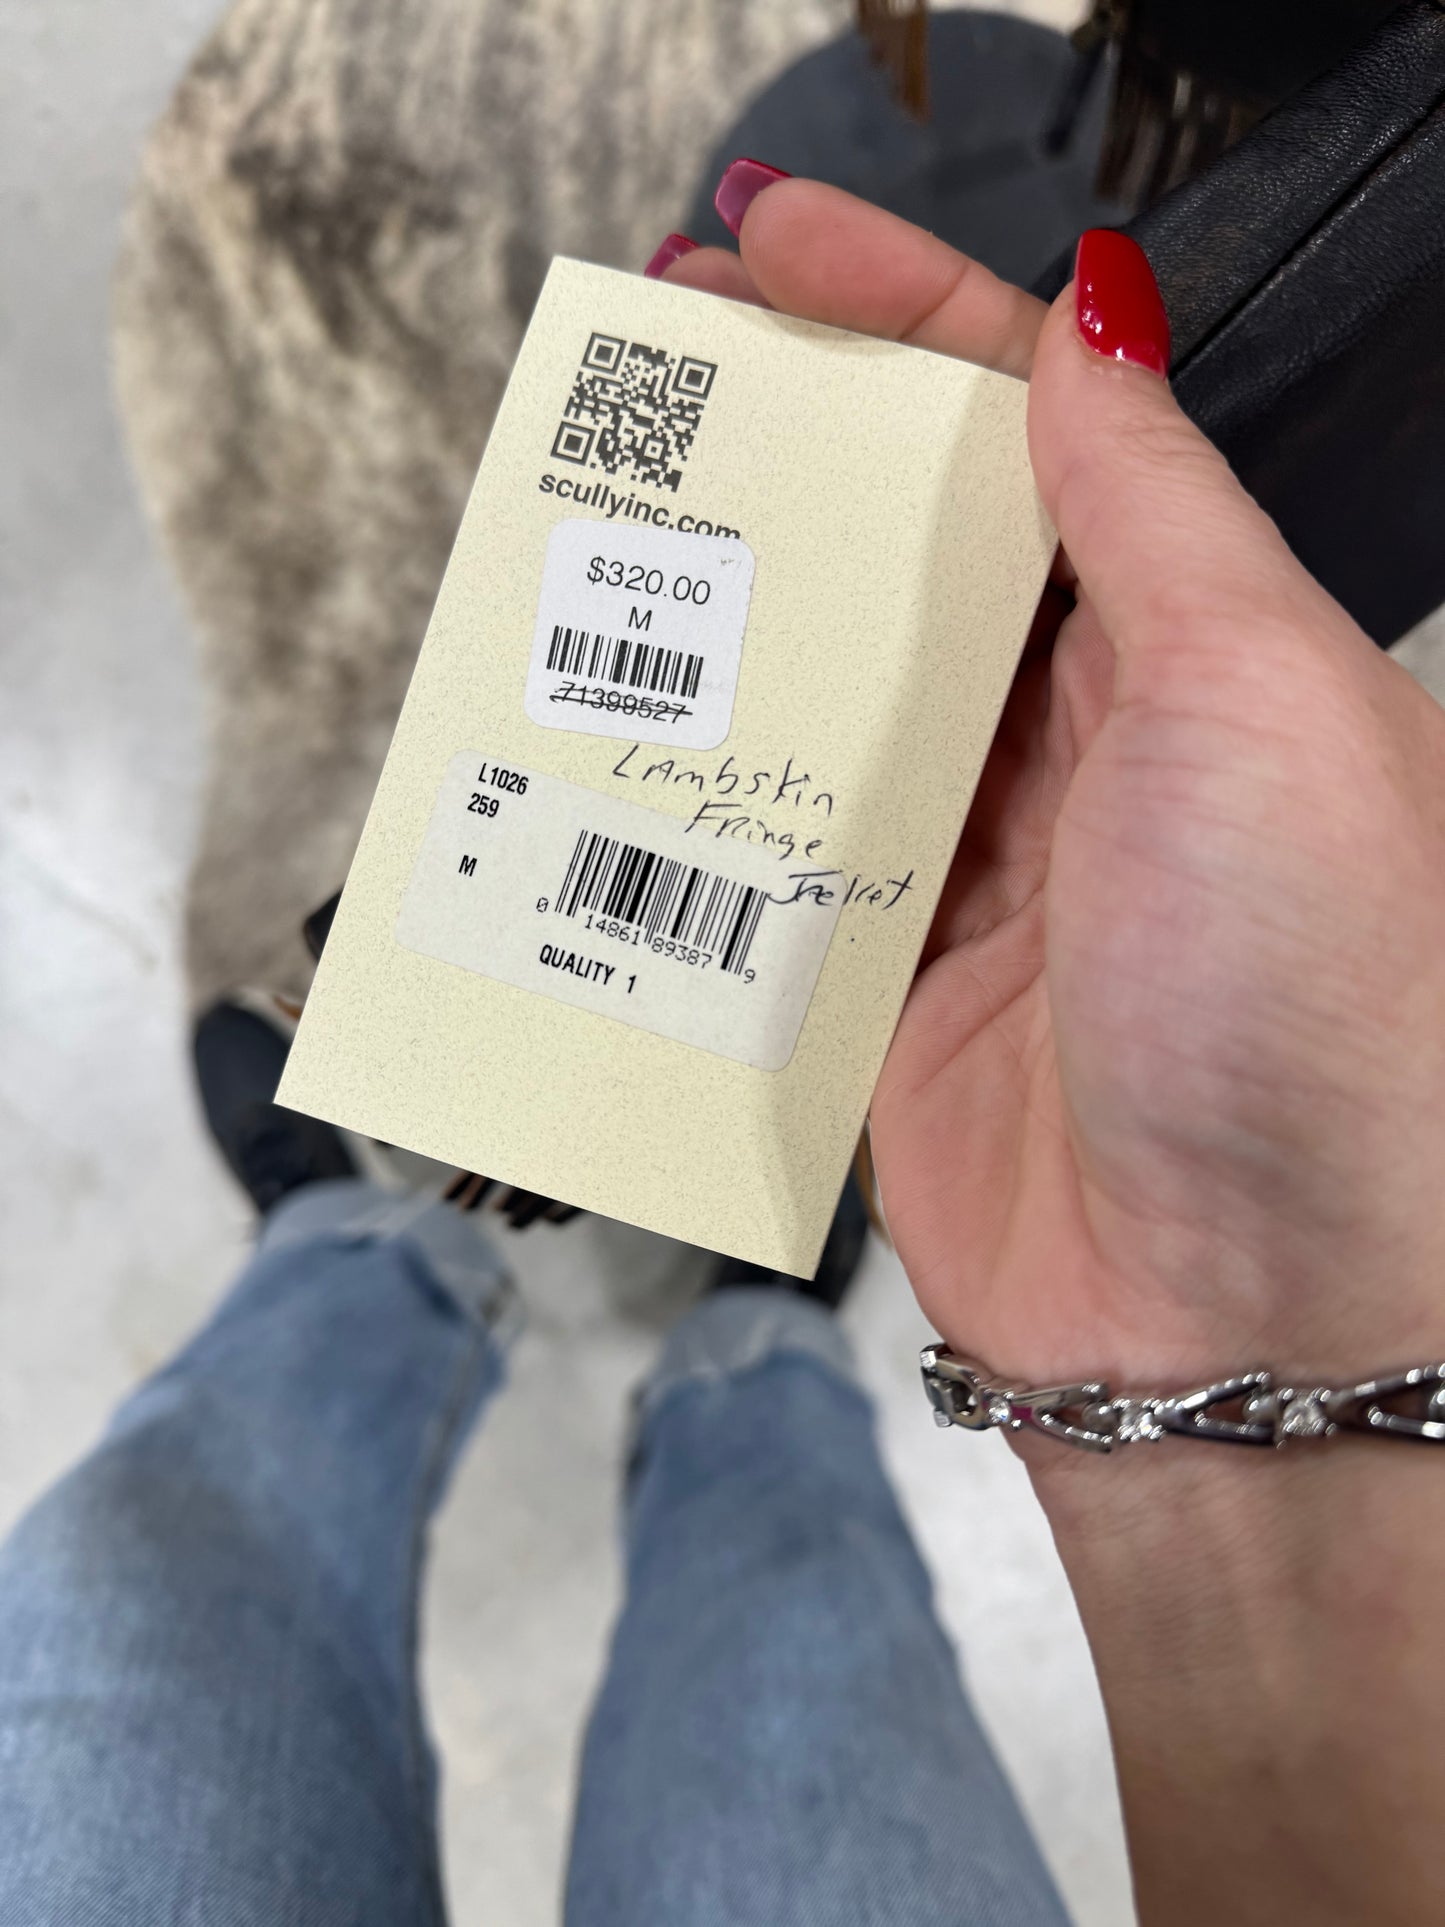 scullyinc.com
$320.00
M
71399527
Lambskin
Fringe
Jacket
L1026
259
M
0 14861 89387 9
QUALITY 1